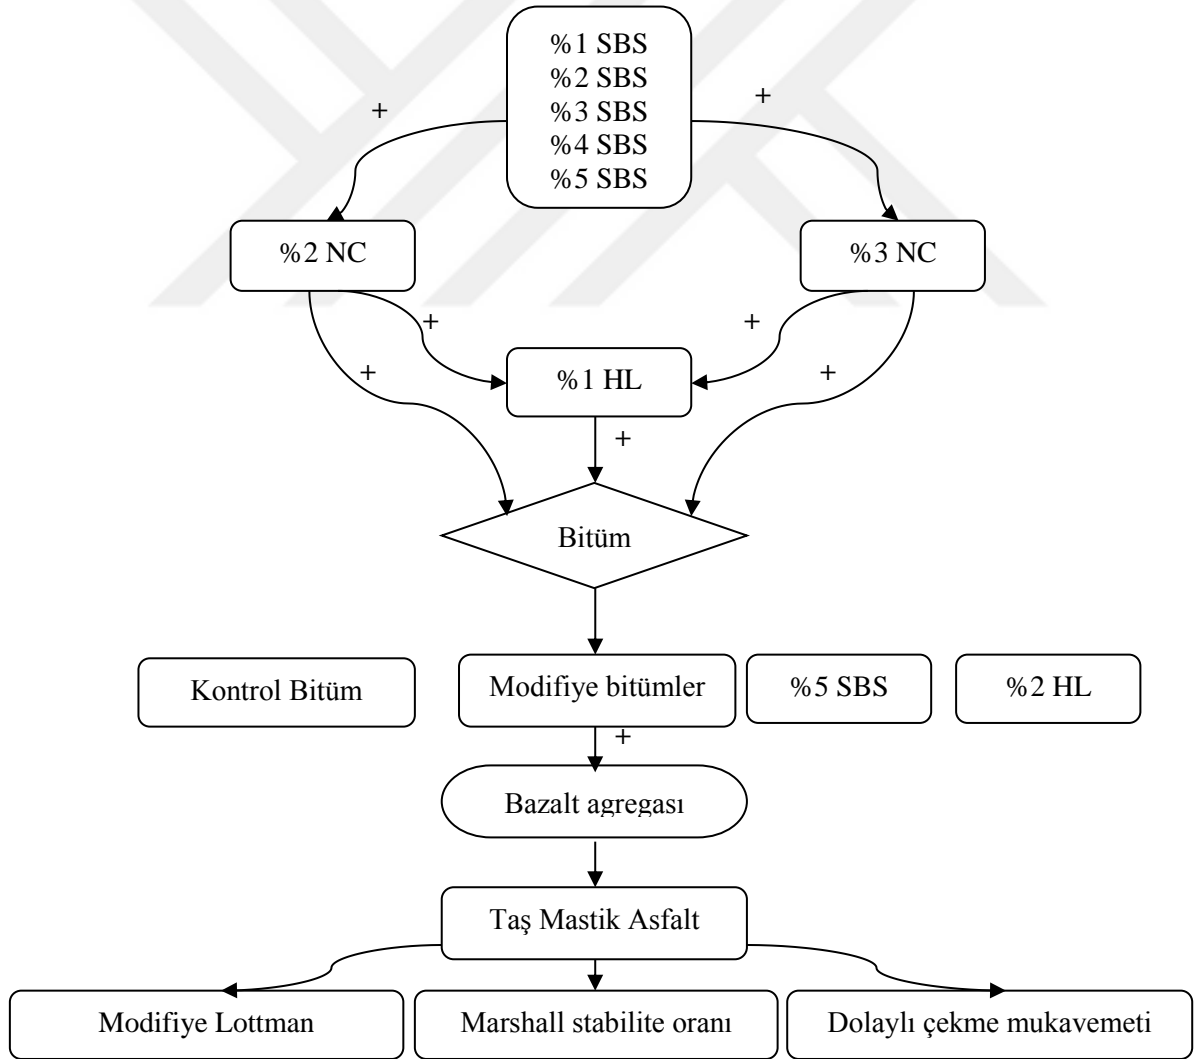 %1 SBS
%2 SBS
%3 SBS
%4 SBS
%5 SBS
+
+
%2 NC
%3 NC
+
+
+
+
%1 HL
+
Bitüm
Kontrol Bitüm
Modifiye bitümler
%5 SBS
%2 HL
+
Bazalt agregası
Taş Mastik Asfalt
Modifiye Lottman
Marshall stabilite oranı
Dolaylı çekme mukavemeti